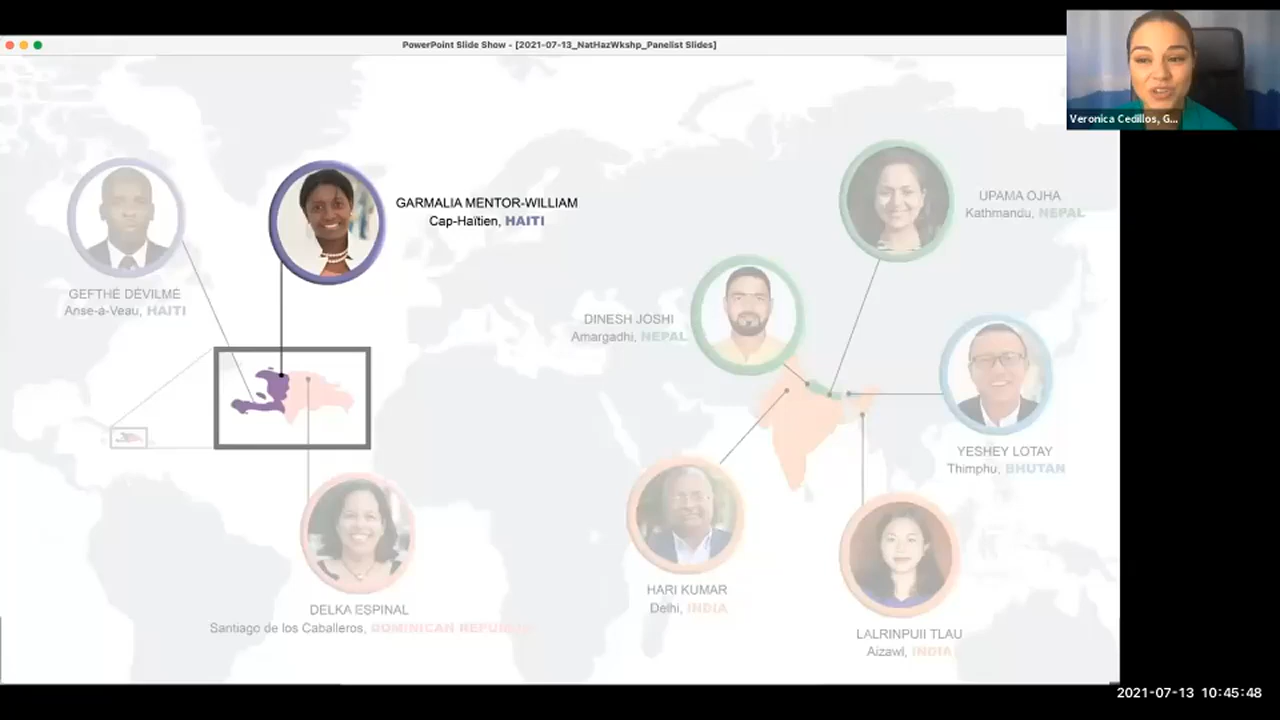 PowerPoint Slide Show - [2021-07-13_NatHazWkshp_Panelist Slides]
Veronica Cedillos, G...
GARMALIA MENTOR-WILLIAM
Cap-Haïtien, HAITI
UPAMA OJHA
Kathmandu, NEPAL
GEFTHÉ DÉVILMÉ
Anse-a-Veau, HAITI
DINESH JOSHI
Amargadhi, NEPAL
YESHEY LOTAY
Thimphu, BHUTAN
HARI KUMAR
Delhi, INDIA
DELKA ESPINAL
Santiago de los Caballeros, DOMINICAN REPUBLIC
LALRINPUII TLAU
Aizawl, INDIA
2021-07-13 10:45:48